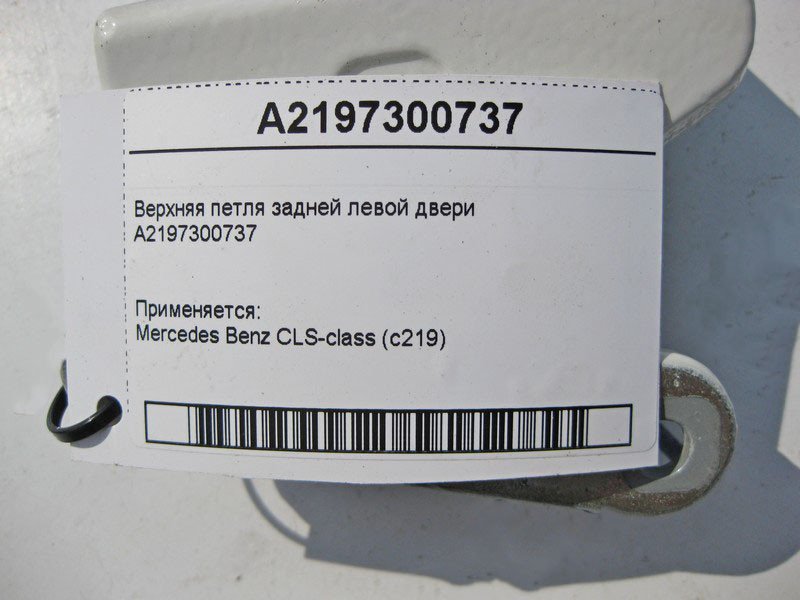 A2197300737
Верхняя петля задней левой двери
A2197300737
Применяется:
Mercedes Benz CLS-class (c219)